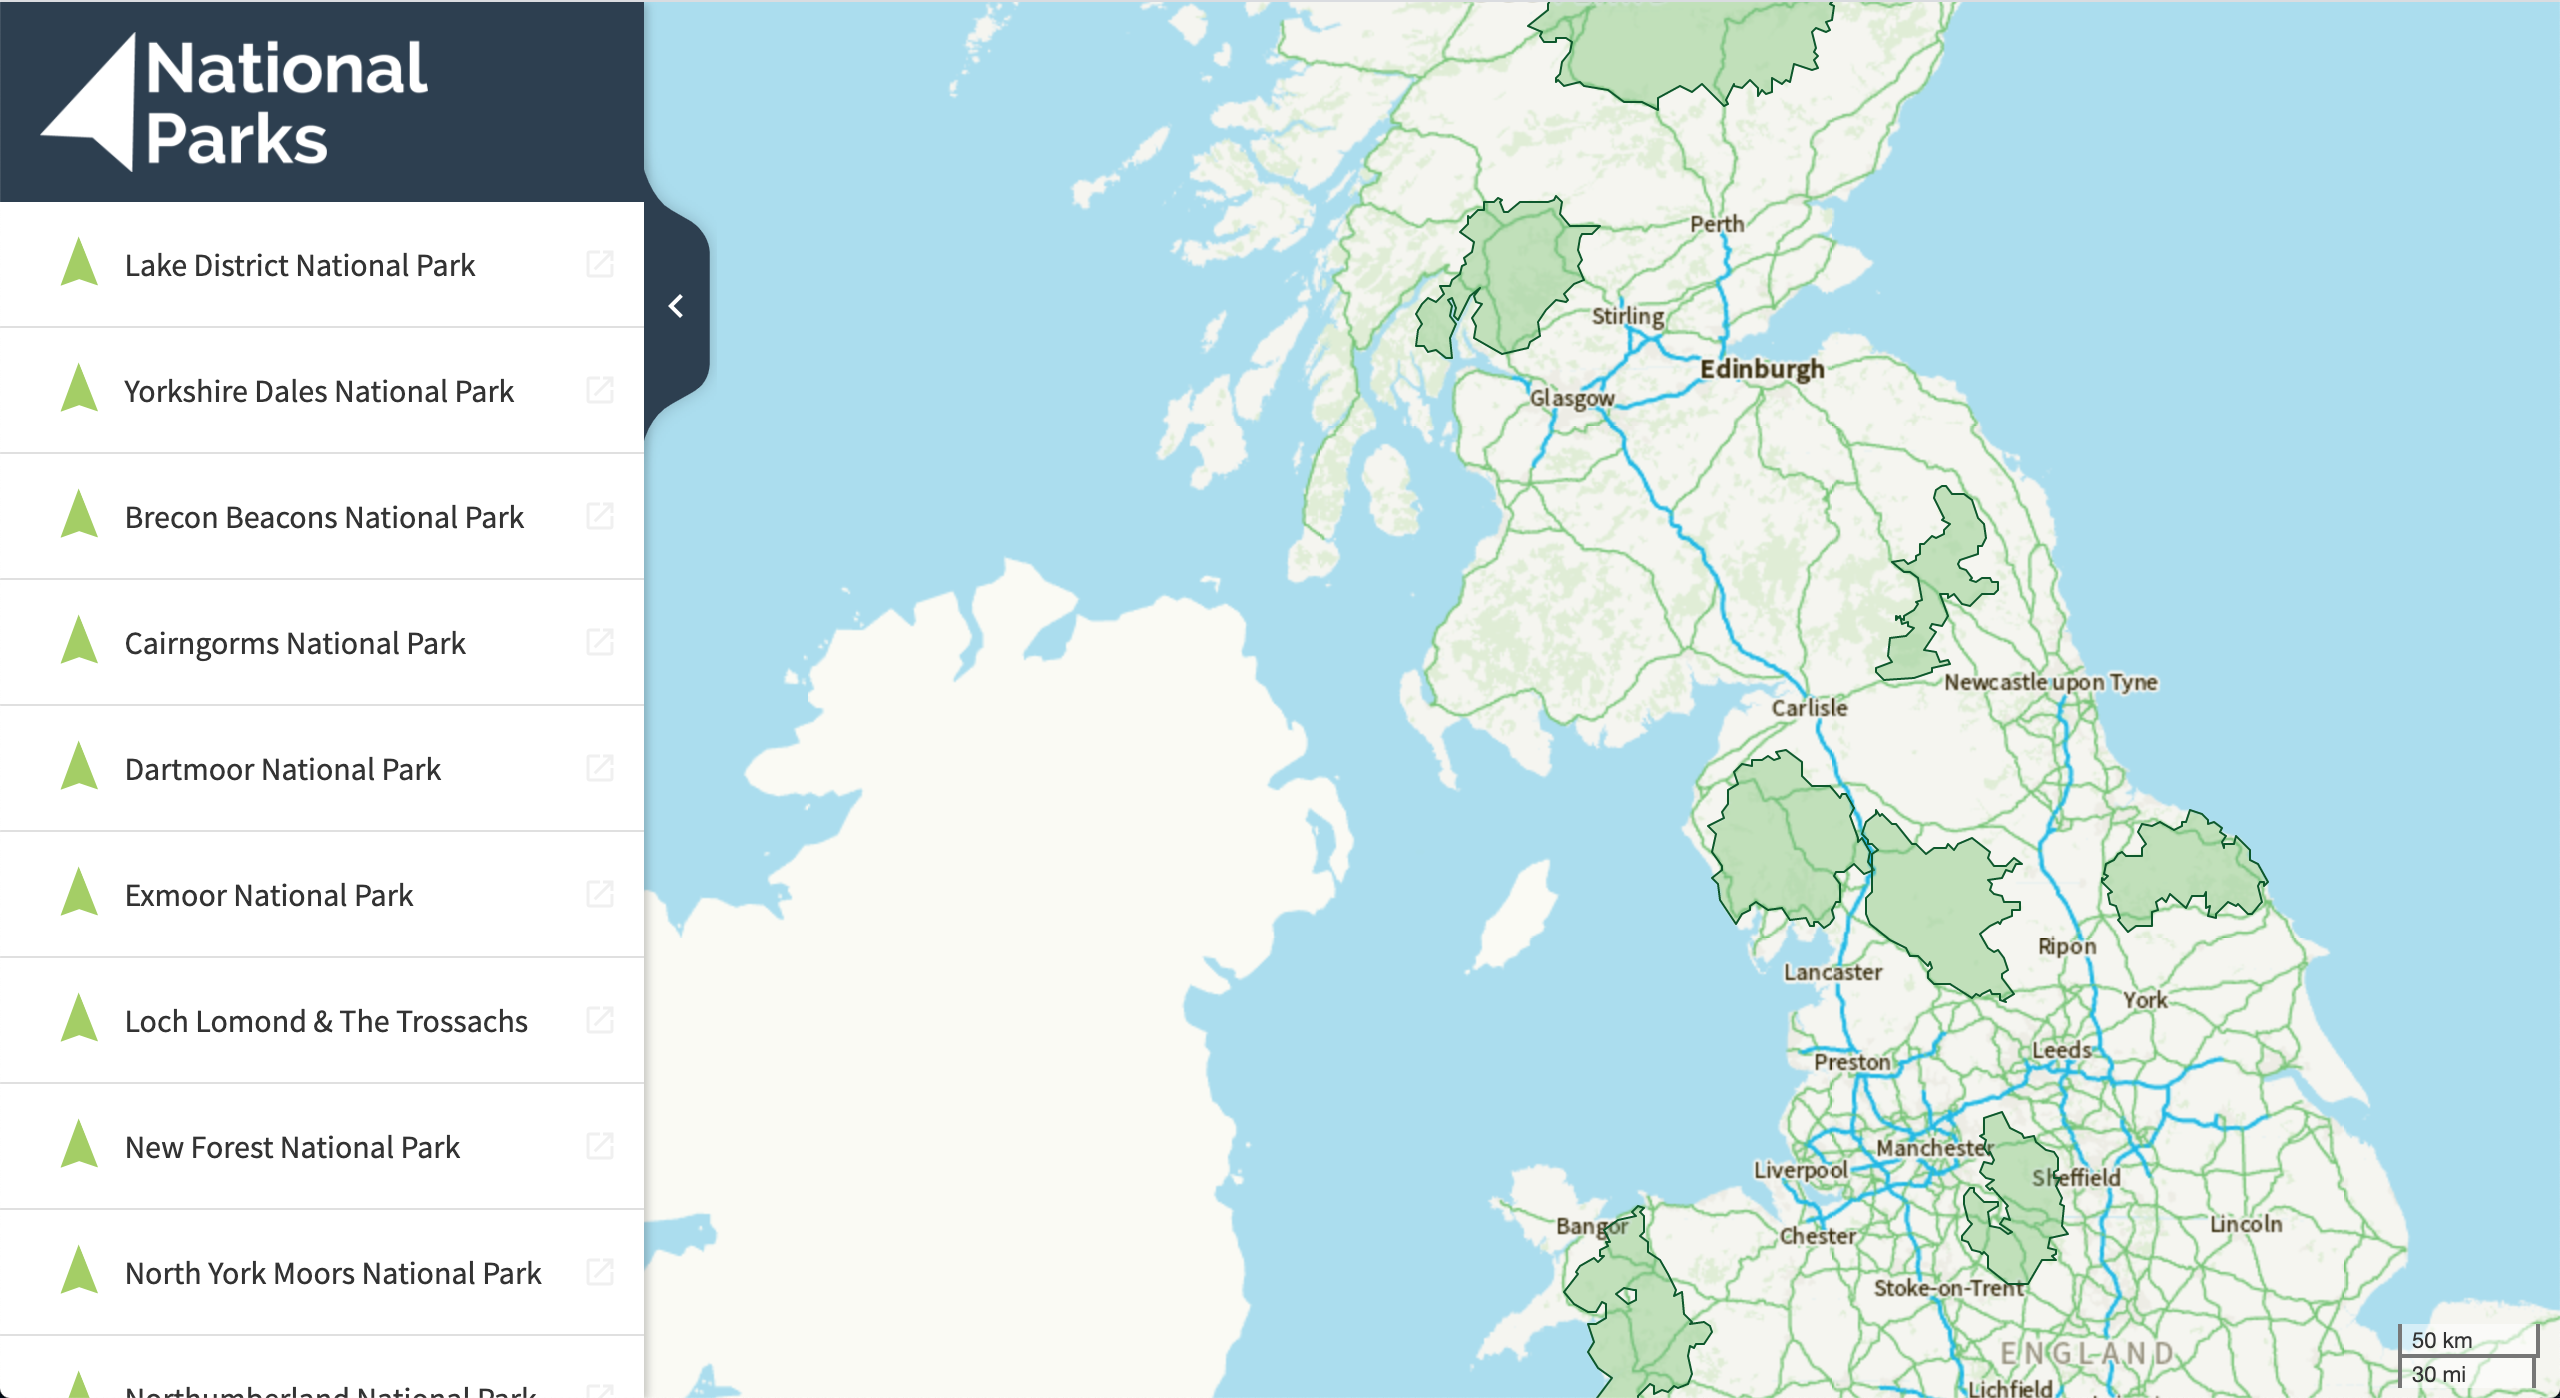 National
Parks
Lake District National Park
Yorkshire Dales National Park
Brecon Beacons National Park
Cairngorms National Park
Dartmoor National Park
Exmoor National Park
Loch Lomond & The Trossachs
New Forest National Park
North York Moors National Park
Northumberland National Park
Perth
Stirling
Edinburgh
Glasgow
Newcastle upon Tyne
Carlisle
Ripon
Lancaster
York
Leeds
Preston
Manchester
Liverpool
Sheffield
Bangor
Chester
Lincoln
Stoke-on-Trent
ENGLAND
Lichfield
50 km
30 mi